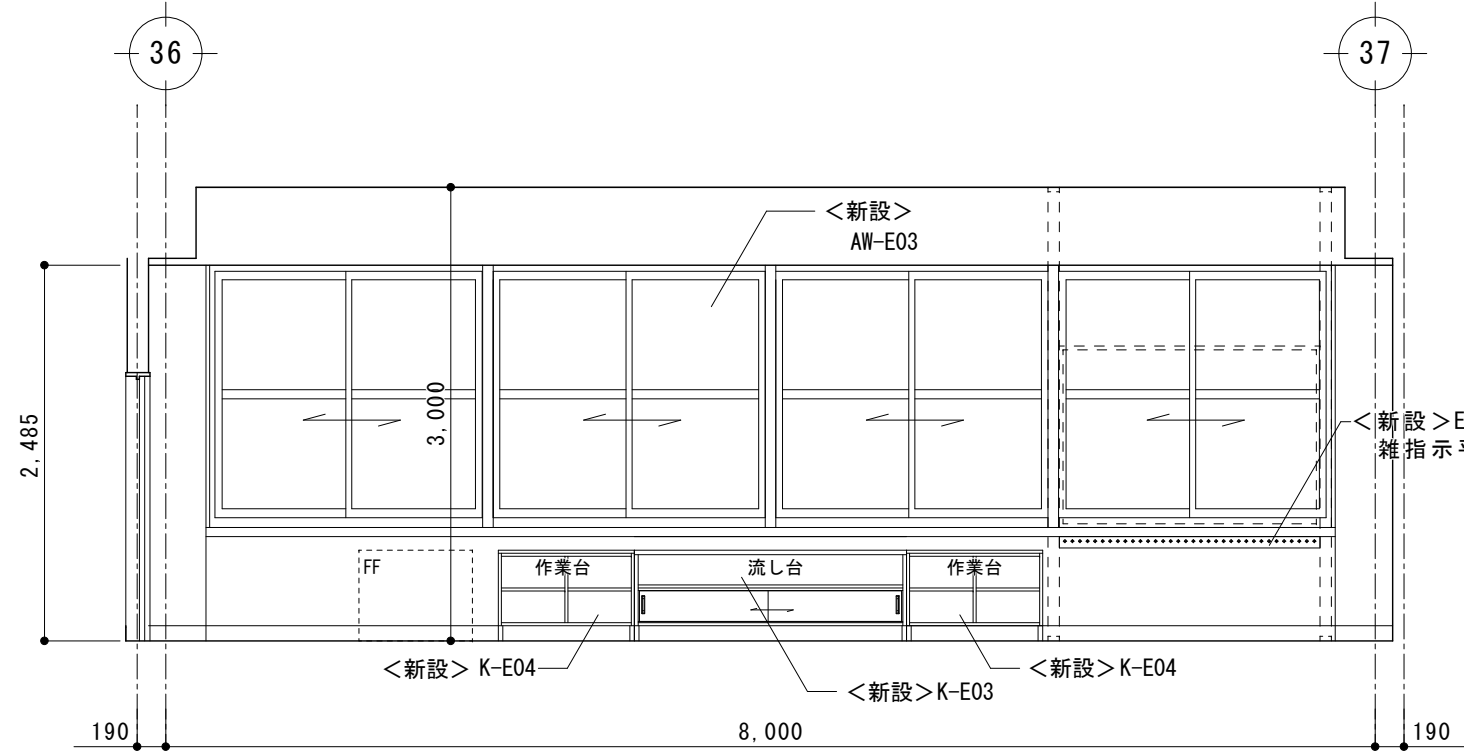 36
37
＜新設＞
AW-E03
2,485
3,000
＜新設＞E
雑指示
FF
作業台
流し台
作業台
＜新設＞K-E04
＜新設＞K-E03
＜新設＞K-E04
190
8,000
190